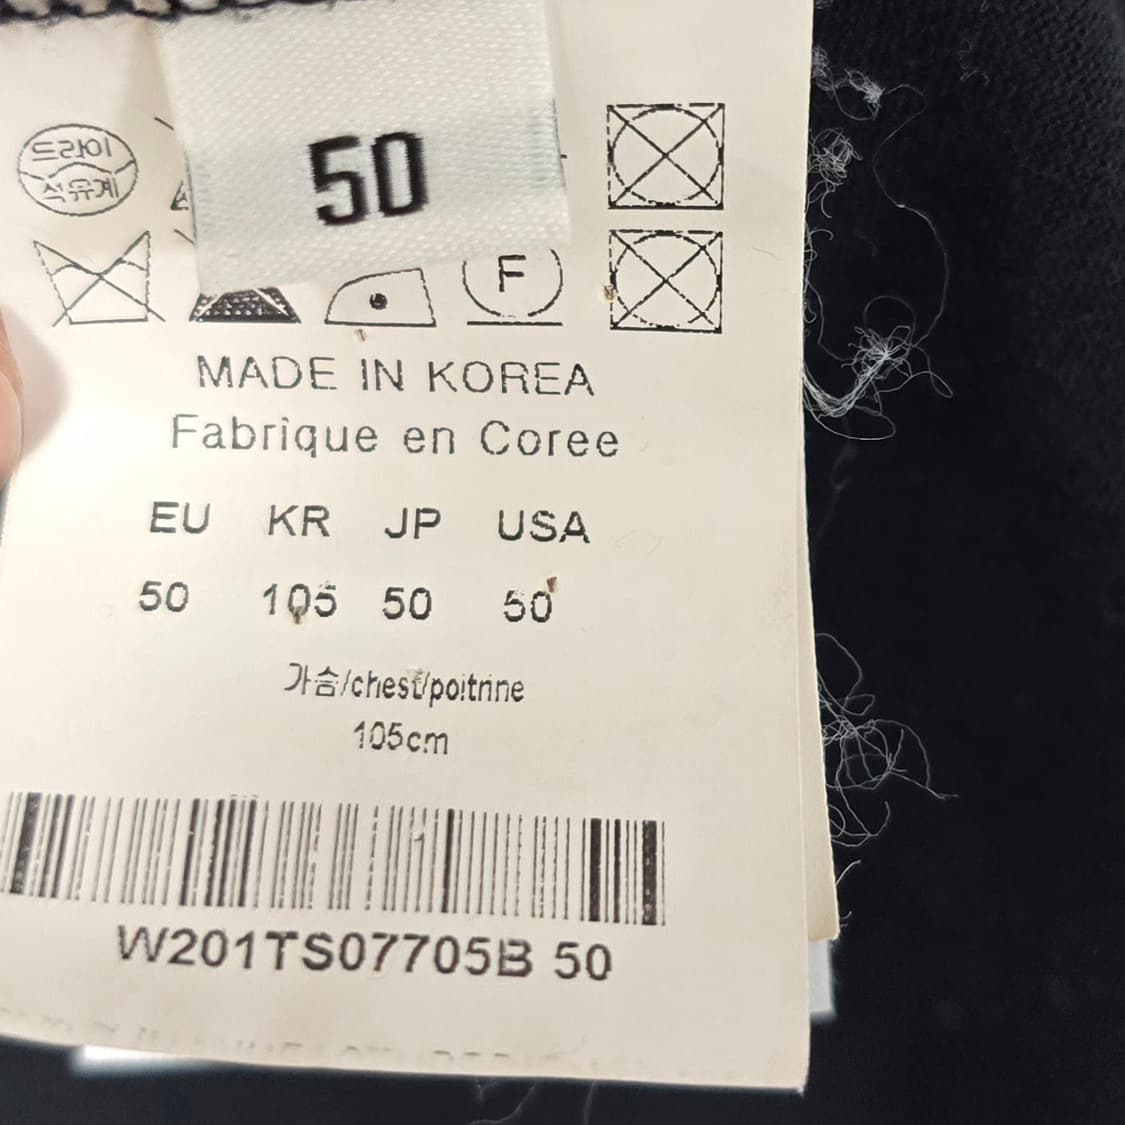 50
드라이
석유계
F
MADE IN KOREA
Fabrique en Coree
EU KR JP USA
50 105 50 50
가슴/chest/poitrine
105cm
W201TS07705B 50